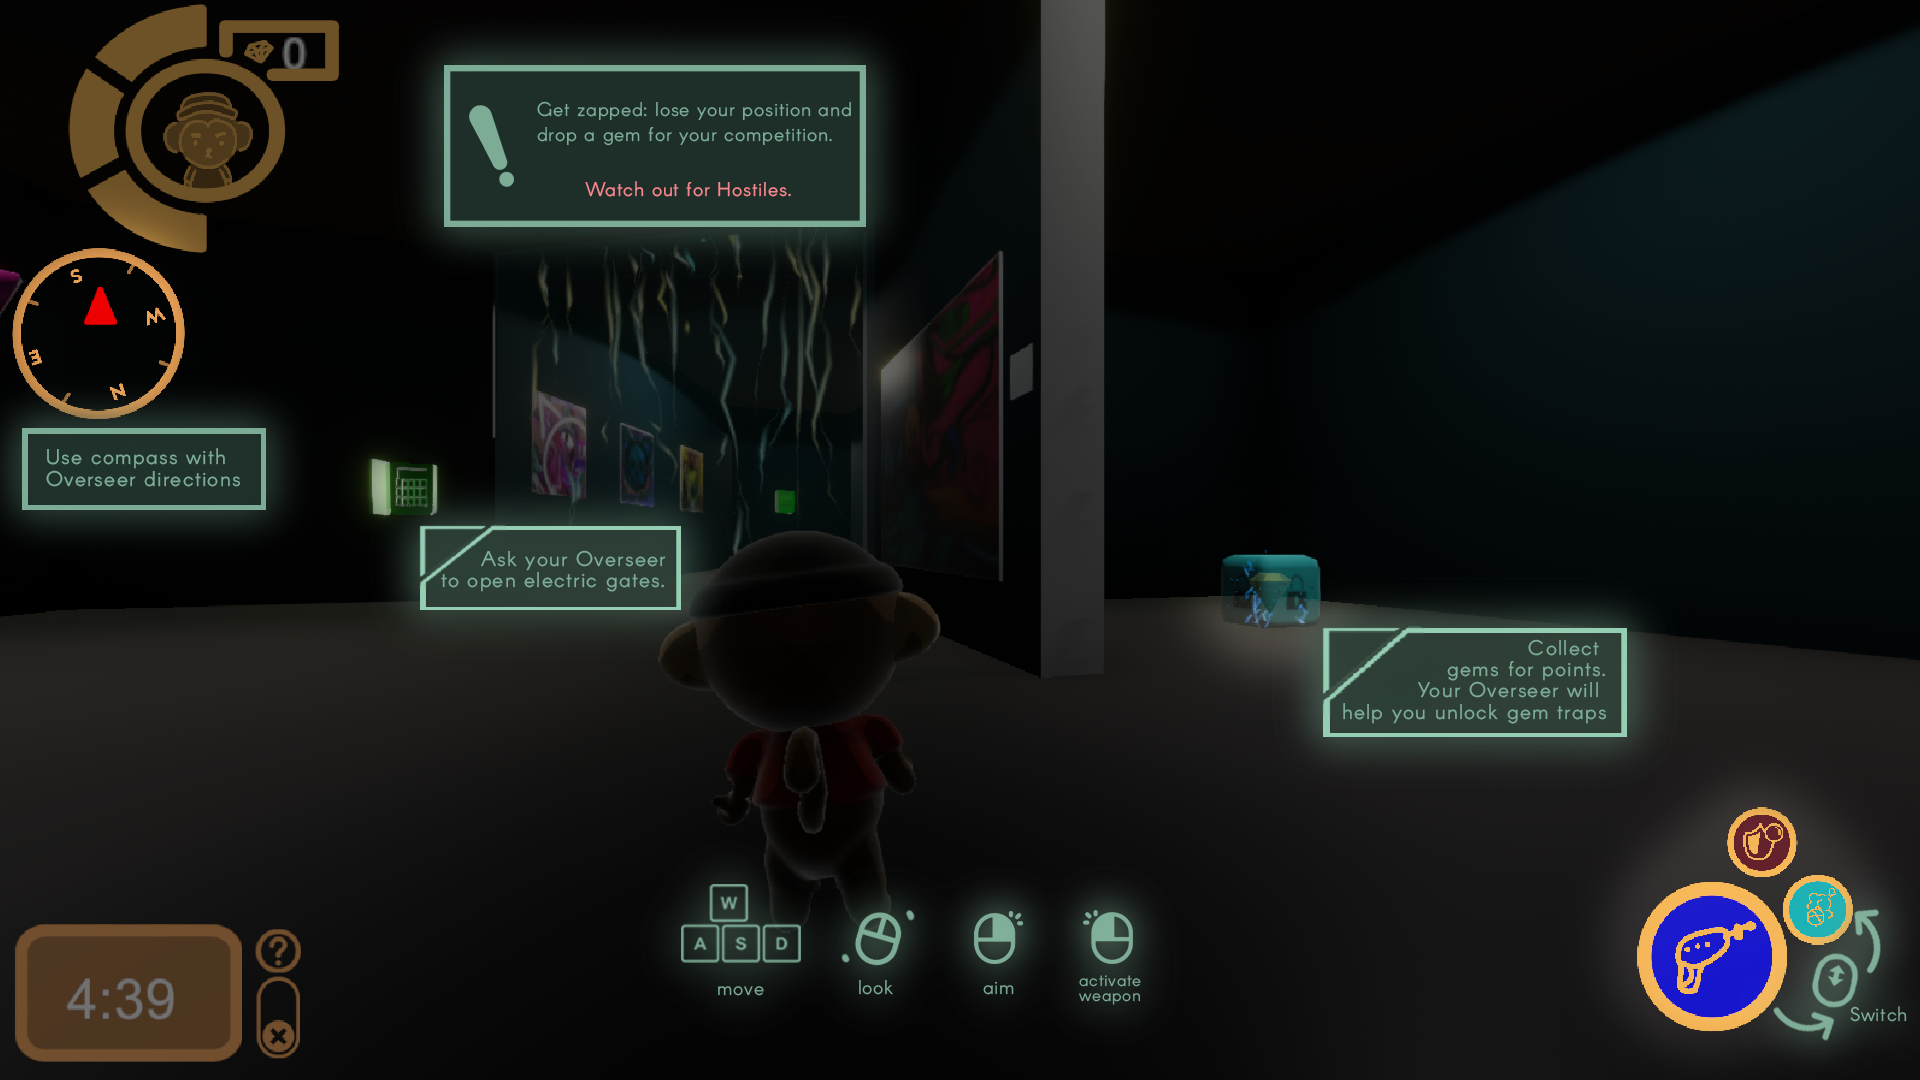 0
Get zapped: lose your position and
drop a gem for your competition.
Watch out for Hostiles.
S
W
E
N
Use compass with
Overseer directions
Ask your Overseer
to open electric gates.
Collect
gems for points.
Your Overseer will
help you unlock gem traps
4:39
?
W
A S D
move
look
aim
activate
weapon
Switch